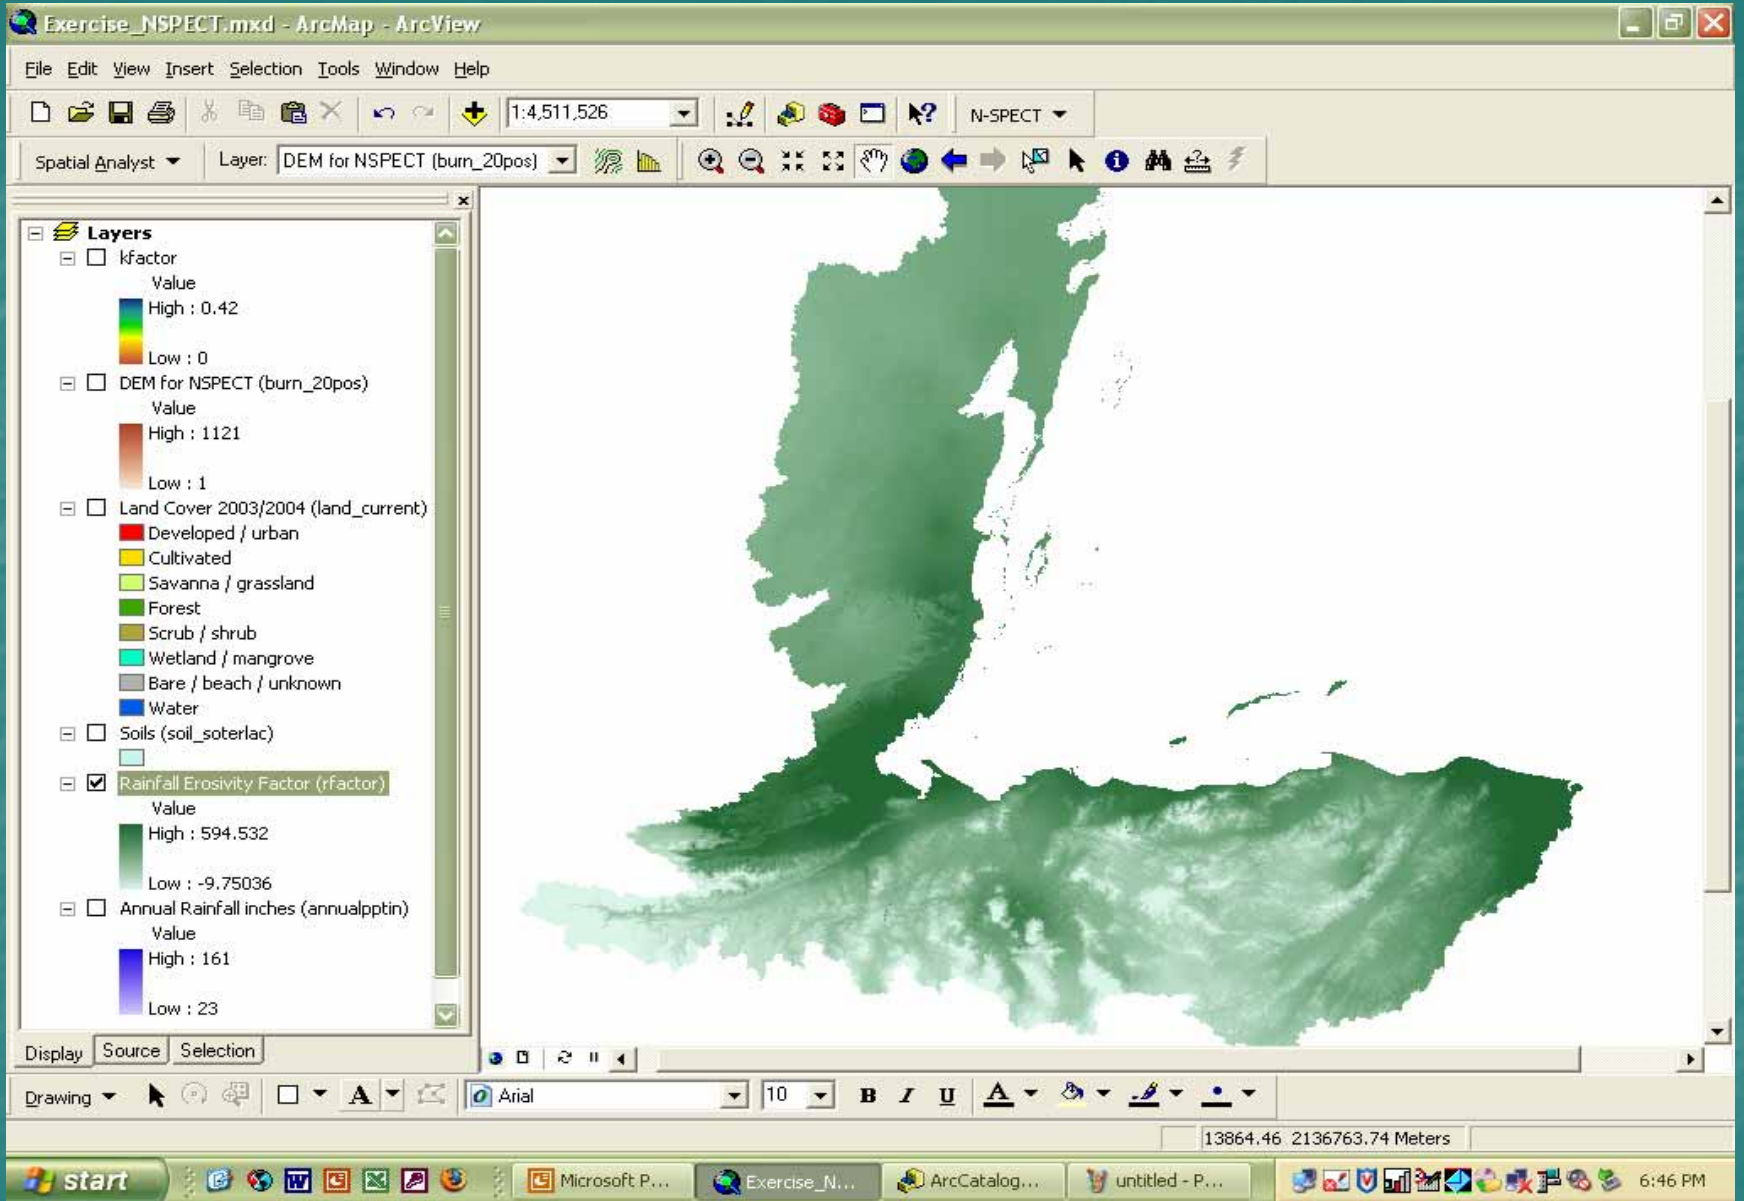 Exercise_NSPECT.mxd - ArcMap - ArcView
File Edit View Insert Selection Tools Window Help
1:4,511,526 N-SPECT
Spatial Analyst Layer: DEM for NSPECT (burn_20pos)
Layers
kfactor
Value
High : 0.42
Low : 0
DEM for NSPECT (burn_20pos)
Value
High : 1121
Low : 1
Land Cover 2003/2004 (land_current)
Developed / urban
Cultivated
Savanna / grassland
Forest
Scrub / shrub
Wetland / mangrove
Bare / beach / unknown
Water
Soils (soil_soterlac)
Rainfall Erosivity Factor (rfactor)
Value
High : 594.532
Low : -9.75036
Annual Rainfall inches (annualpptin)
Value
High : 161
Low : 23
Display Source Selection
Drawing A Arial 10 B I U A
13864.46 2136763.74 Meters
start Microsoft P... Exercise_N... ArcCatalog... untitled - P... 6:46 PM